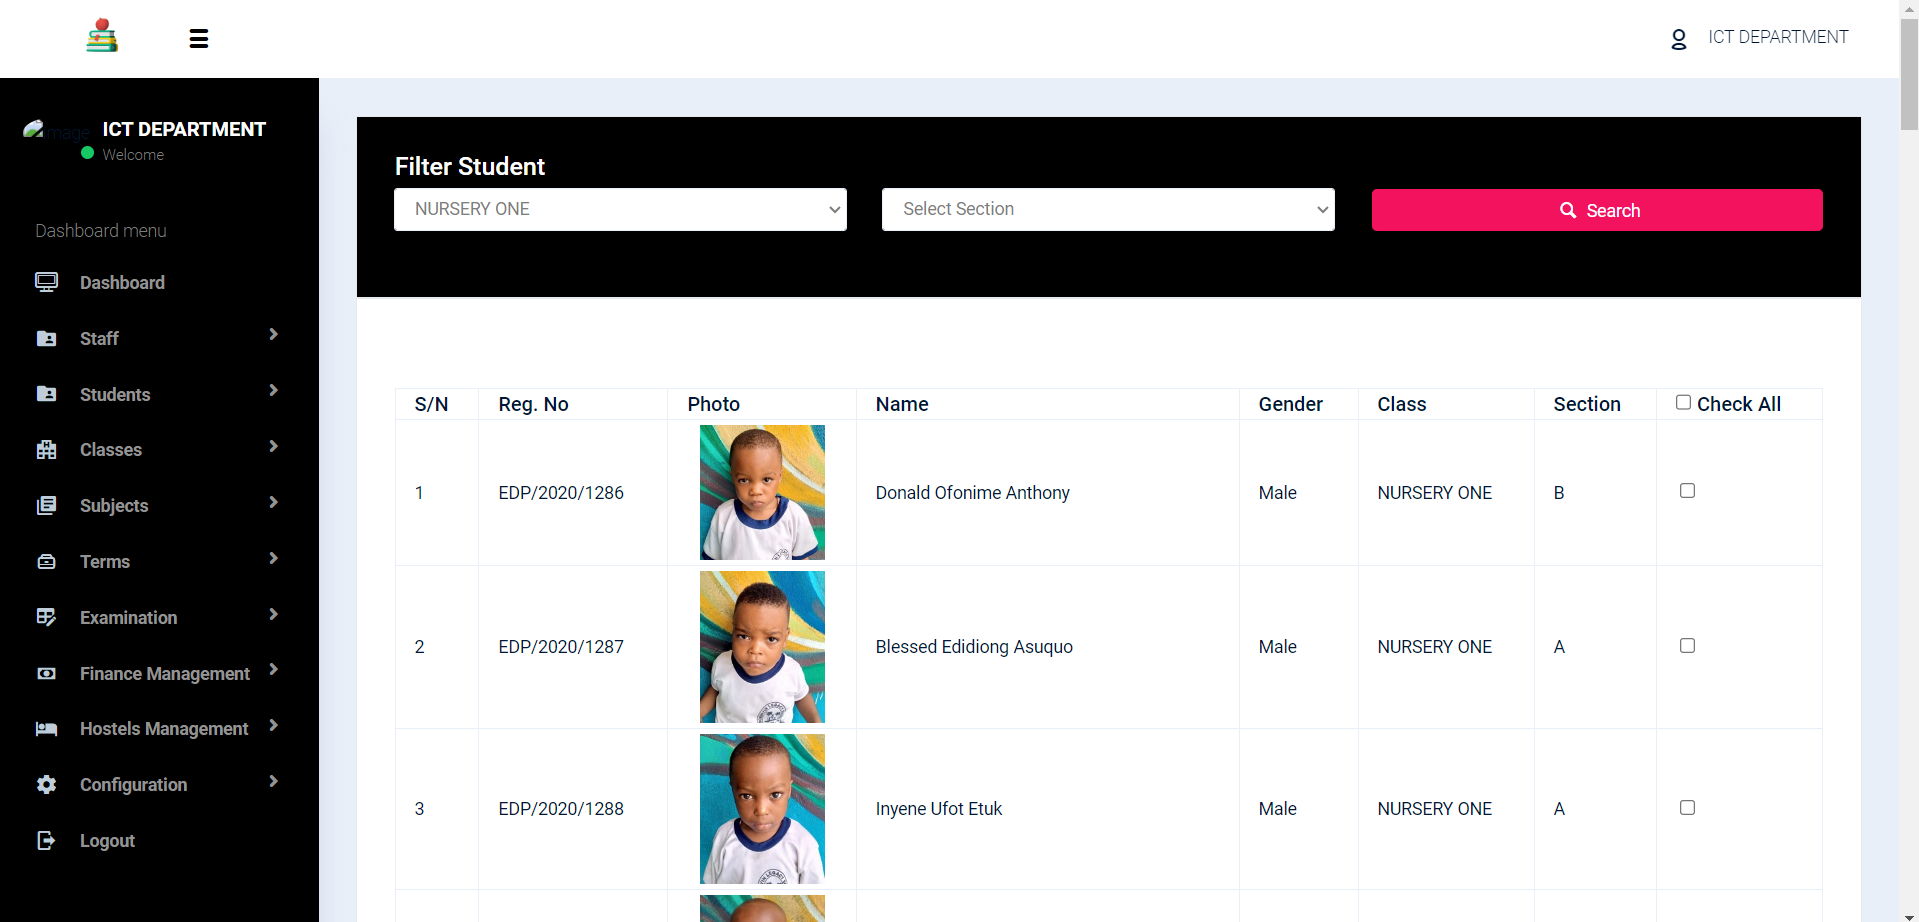 ICT DEPARTMENT
image
ICT DEPARTMENT
Welcome
Dashboard menu
Dashboard
Staff
Students
Classes
Subjects
Terms
Examination
Finance Management
Hostels Management
Configuration
Logout
Filter Student
NURSERY ONE
Select Section
Search
S/N Reg. No Photo Name Gender Class Section Check All
1 EDP/2020/1286 Donald Ofonime Anthony Male NURSERY ONE B
2 EDP/2020/1287 Blessed Edidiong Asuquo Male NURSERY ONE A
3 EDP/2020/1288 Inyene Ufot Etuk Male NURSERY ONE A